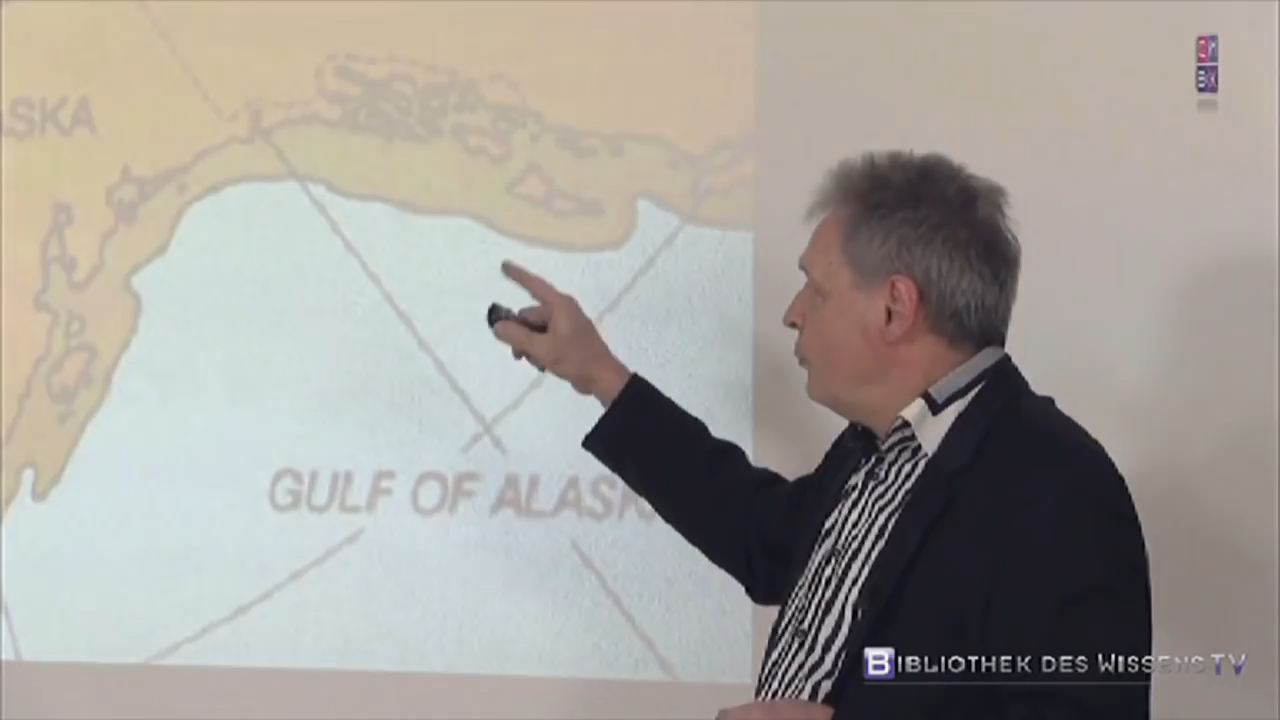 ASKA
GULF OF ALASK
BIBLIOTHEK DES WISSENS TV